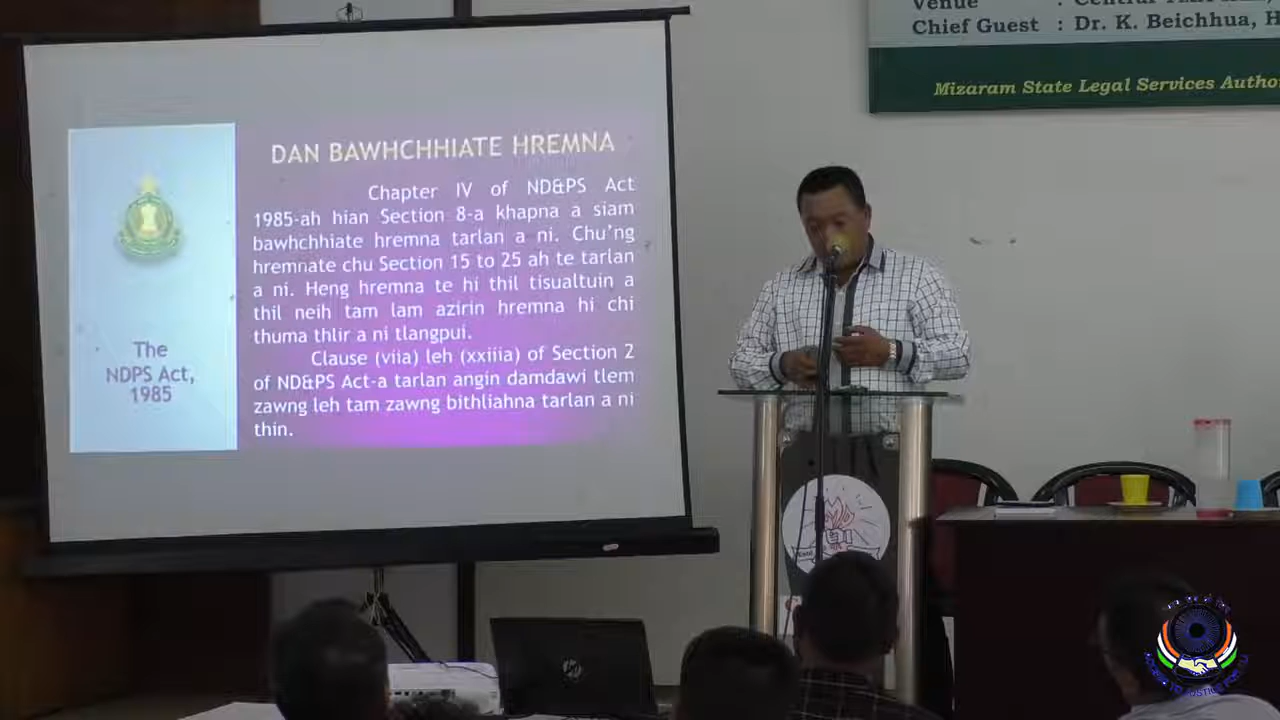 Venue :
Chief Guest : Dr. K. Beichhua, H
Mizaram State Legal Services Autho
DAN BAWHCHHIATE HREMNA
Chapter IV of ND&PS Act
1985-ah hian Section 8-a khapna a siam
bawhchhiate hremna tarlan a ni. Chu'ng
hremnate chu Section 15 to 25 ah te tarlan
a ni. Heng hremna te hi thil tisualtuin a
thil neih tam lam azirin hremna hi chi
thuma thlir a ni tlangpui.
Clause (viia) leh (xxiiia) of Section 2
of ND&PS Act-a tarlan angin damdawi tlem
zawng leh tam zawng bithliahna tarlan a ni
thin.
The
NDPS Act,
1985
hp